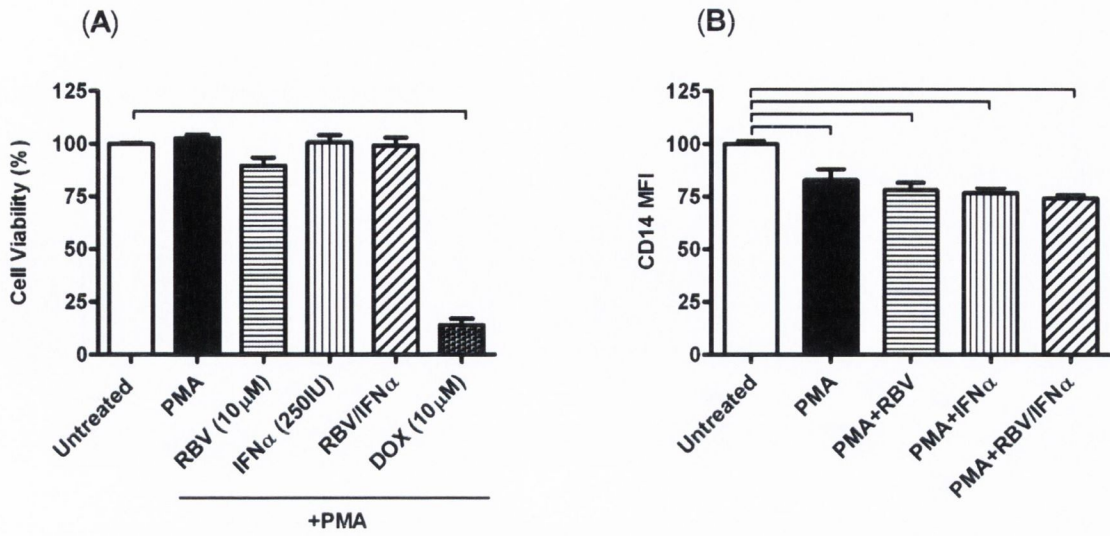 (A)
Cell Viability (%)
125
100
75
50
25
0
Untreated
PMA
RBV (10μM)
IFNα (250IU)
RBV/IFNα
DOX (10μM)
+PMA
(B)
CD14 MFI
125
100
75
50
25
0
Untreated
PMA
PMA+RBV
PMA+IFNα
PMA+RBV/IFNα